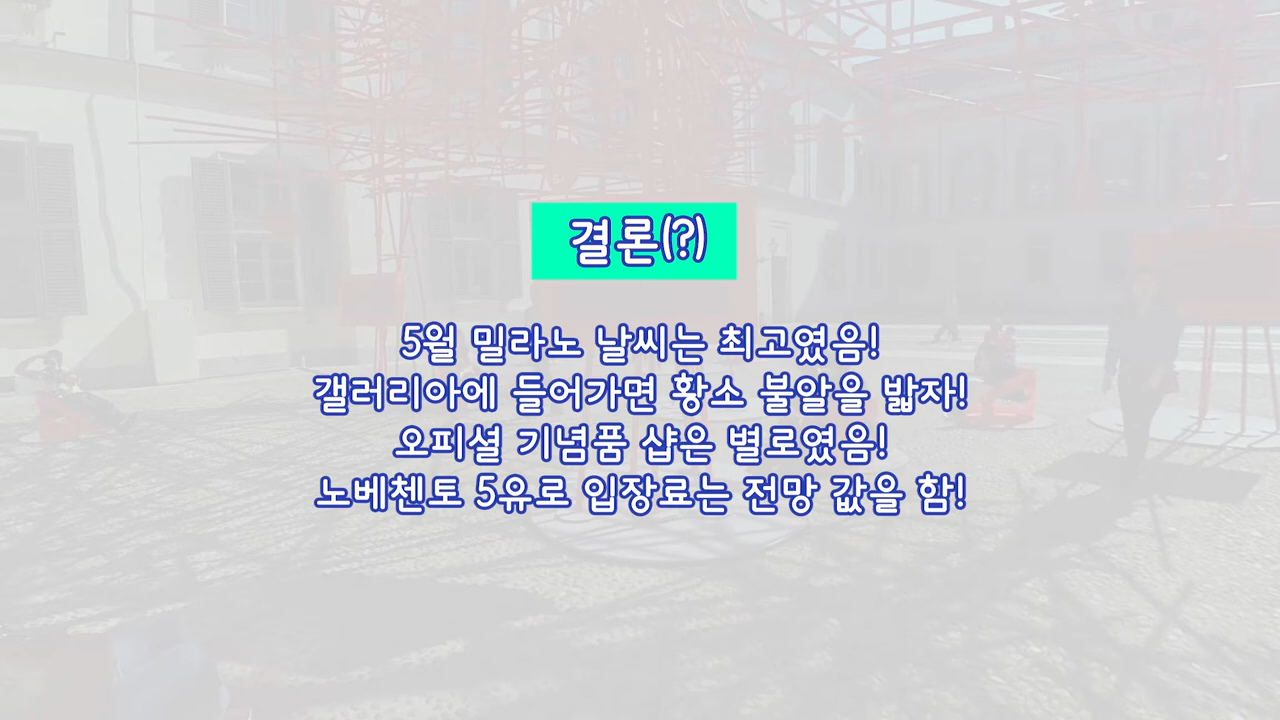 결론(?)
5월 밀라노 날씨는 최고였음!
갤러리아에 들어가면 황소 불알을 밟자!
오피셜 기념품 샵은 별로였음!
노베첸토 5유로 입장료는 전망 값을 함!